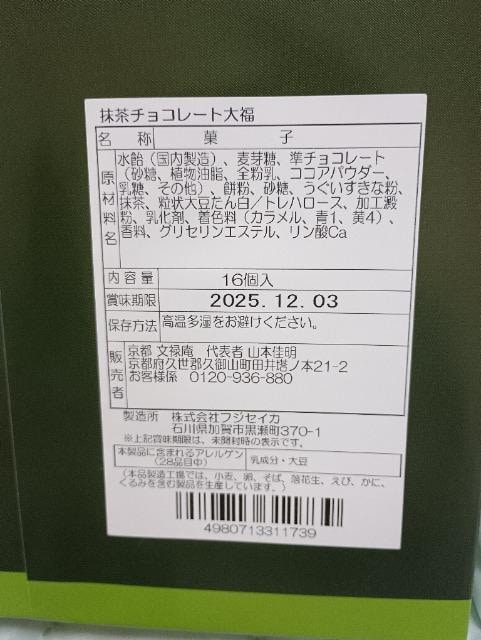 抹茶チョコレート大福
名称 菓子
原材料名 水飴(国内製造)、麦芽糖、準チョコレート
(砂糖、植物油脂、全粉乳、ココアパウダー、
乳糖、その他)、餅粉、砂糖、うぐいすきな粉、
抹茶、粒状大豆たん白/トレハロース、加工澱
粉、乳化剤、着色料(カラメル、青1、黄4)、
香料、グリセリンエステル、リン酸Ca
内容量 16個入
賞味期限 2025.12.03
保存方法 高温多湿をお避けください。
販売者 京都 文禄庵 代表者 山本佳明
京都府久世郡久御山町田井塔ノ本21-2
お客様係 0120-936-880
製造所 株式会社フジセイカ
石川県加賀市黒瀬町370-1
※上記賞味期限は、未開封時の表示です。
本製品に含まれるアレルゲン
(28品目中) 乳成分・大豆
(本品製造工場では、小麦、卵、そば、落花生、えび、かに、
くるみを含む製品を生産しています。)
4980713311739